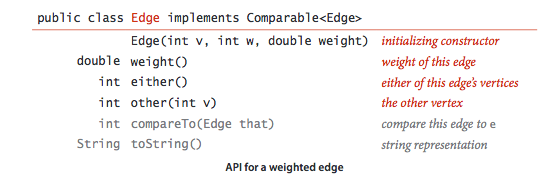 public class Edge implements Comparable<Edge>
Edge(int v, int w, double weight) initializing constructor
double weight() weight of this edge
int either() either of this edge's vertices
int other(int v) the other vertex
int compareTo(Edge that) compare this edge to e
String toString() string representation
API for a weighted edge